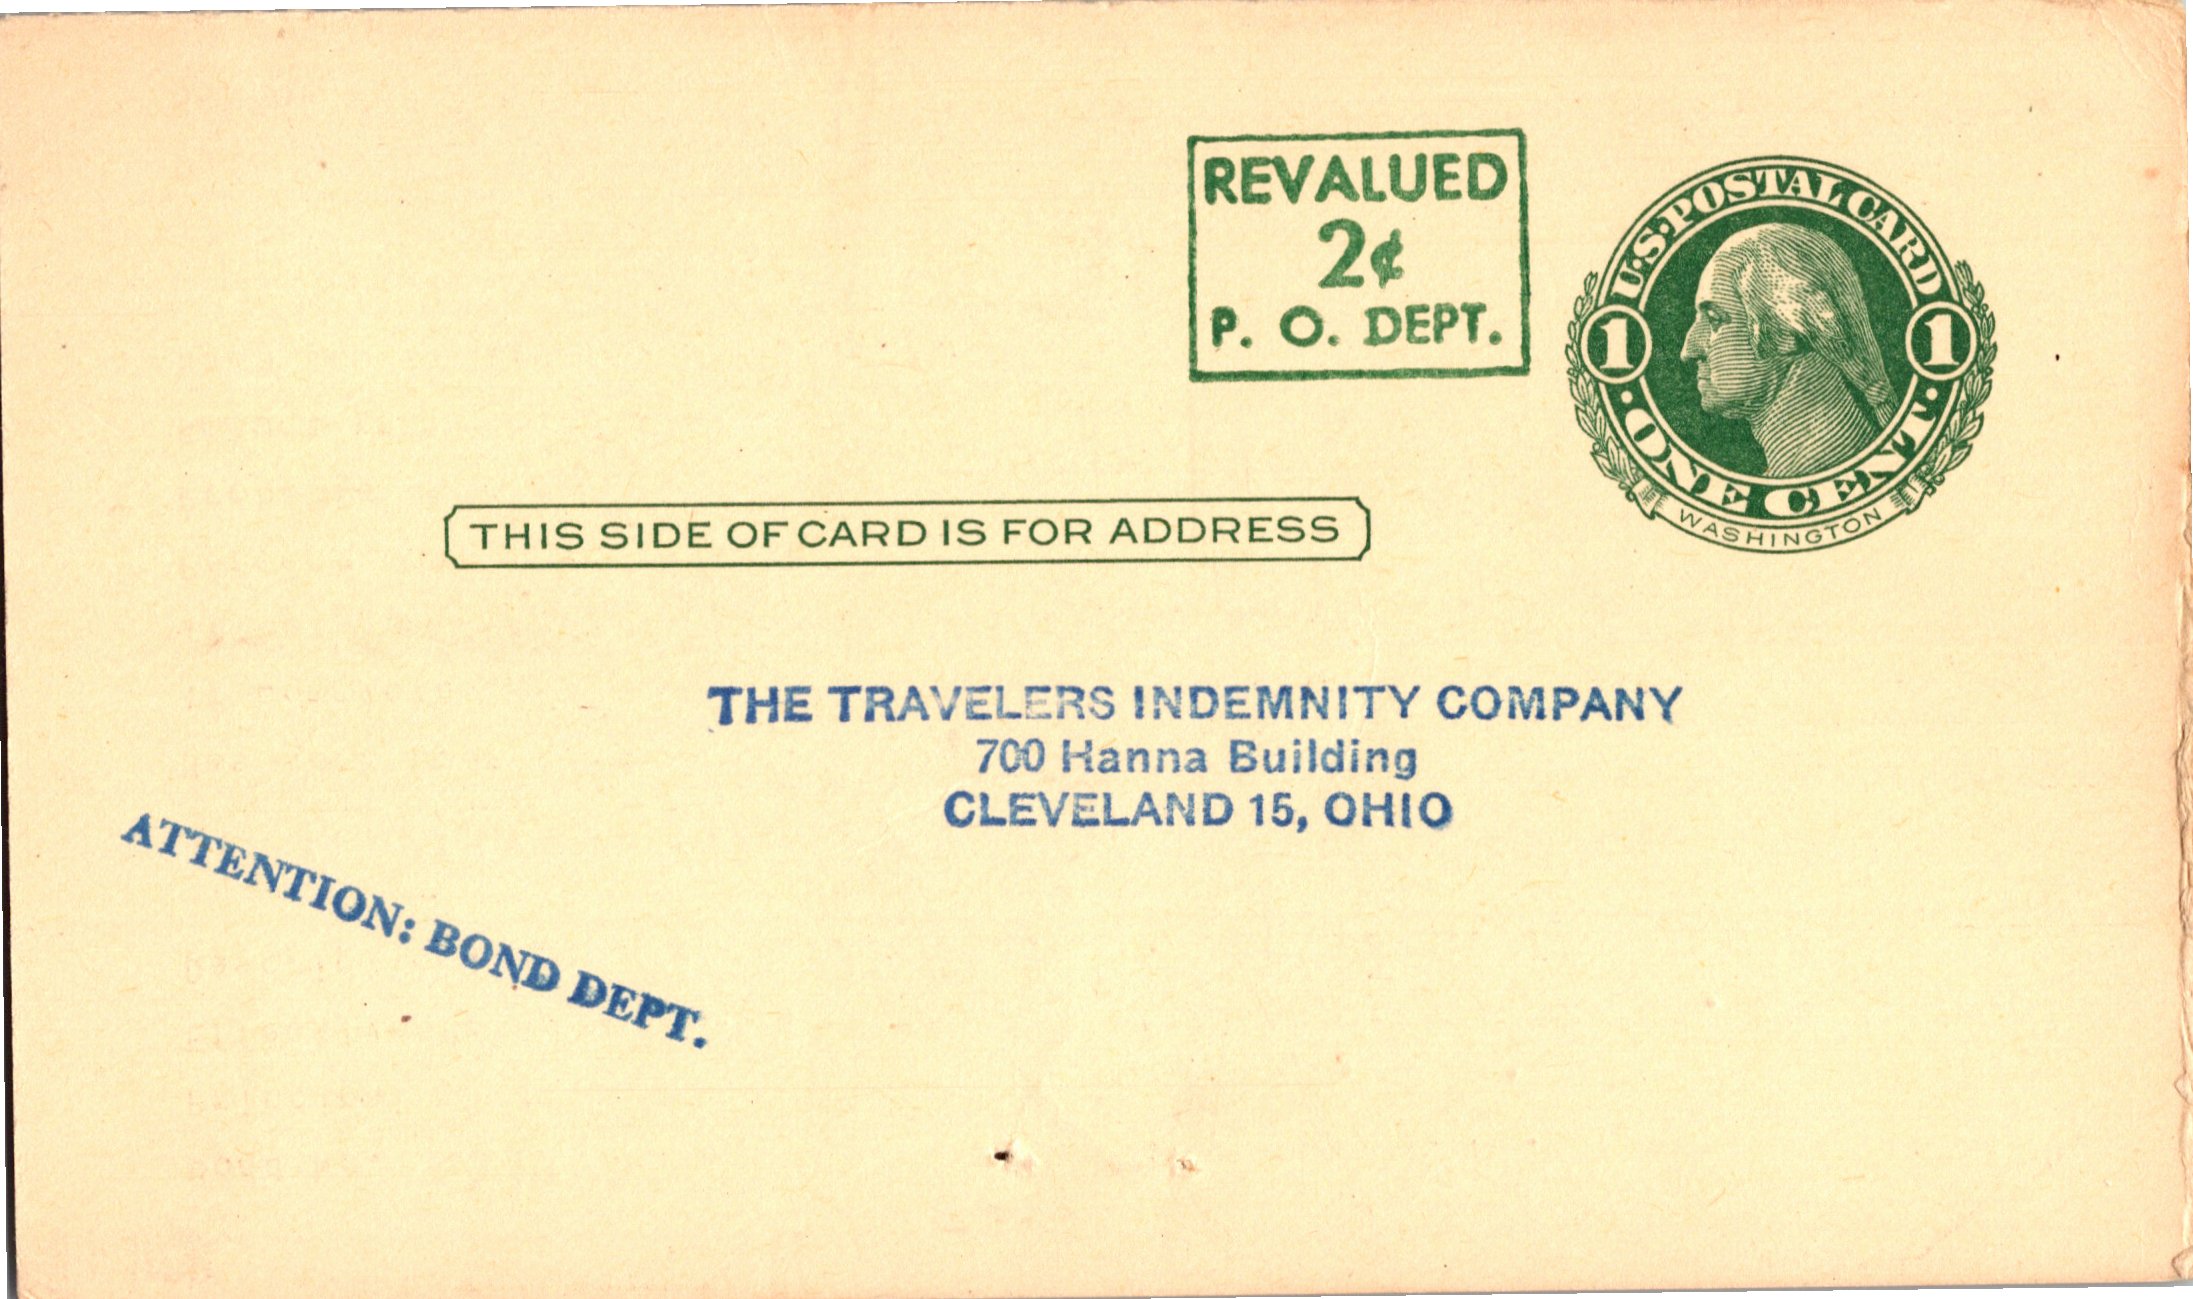 REVALUED
2¢
P. O. DEPT.
U.S. POSTAL CARD
1 1
ONE CENT
WASHINGTON
THIS SIDE OF CARD IS FOR ADDRESS
THE TRAVELERS INDEMNITY COMPANY
700 Hanna Building
CLEVELAND 15, OHIO
ATTENTION: BOND DEPT.